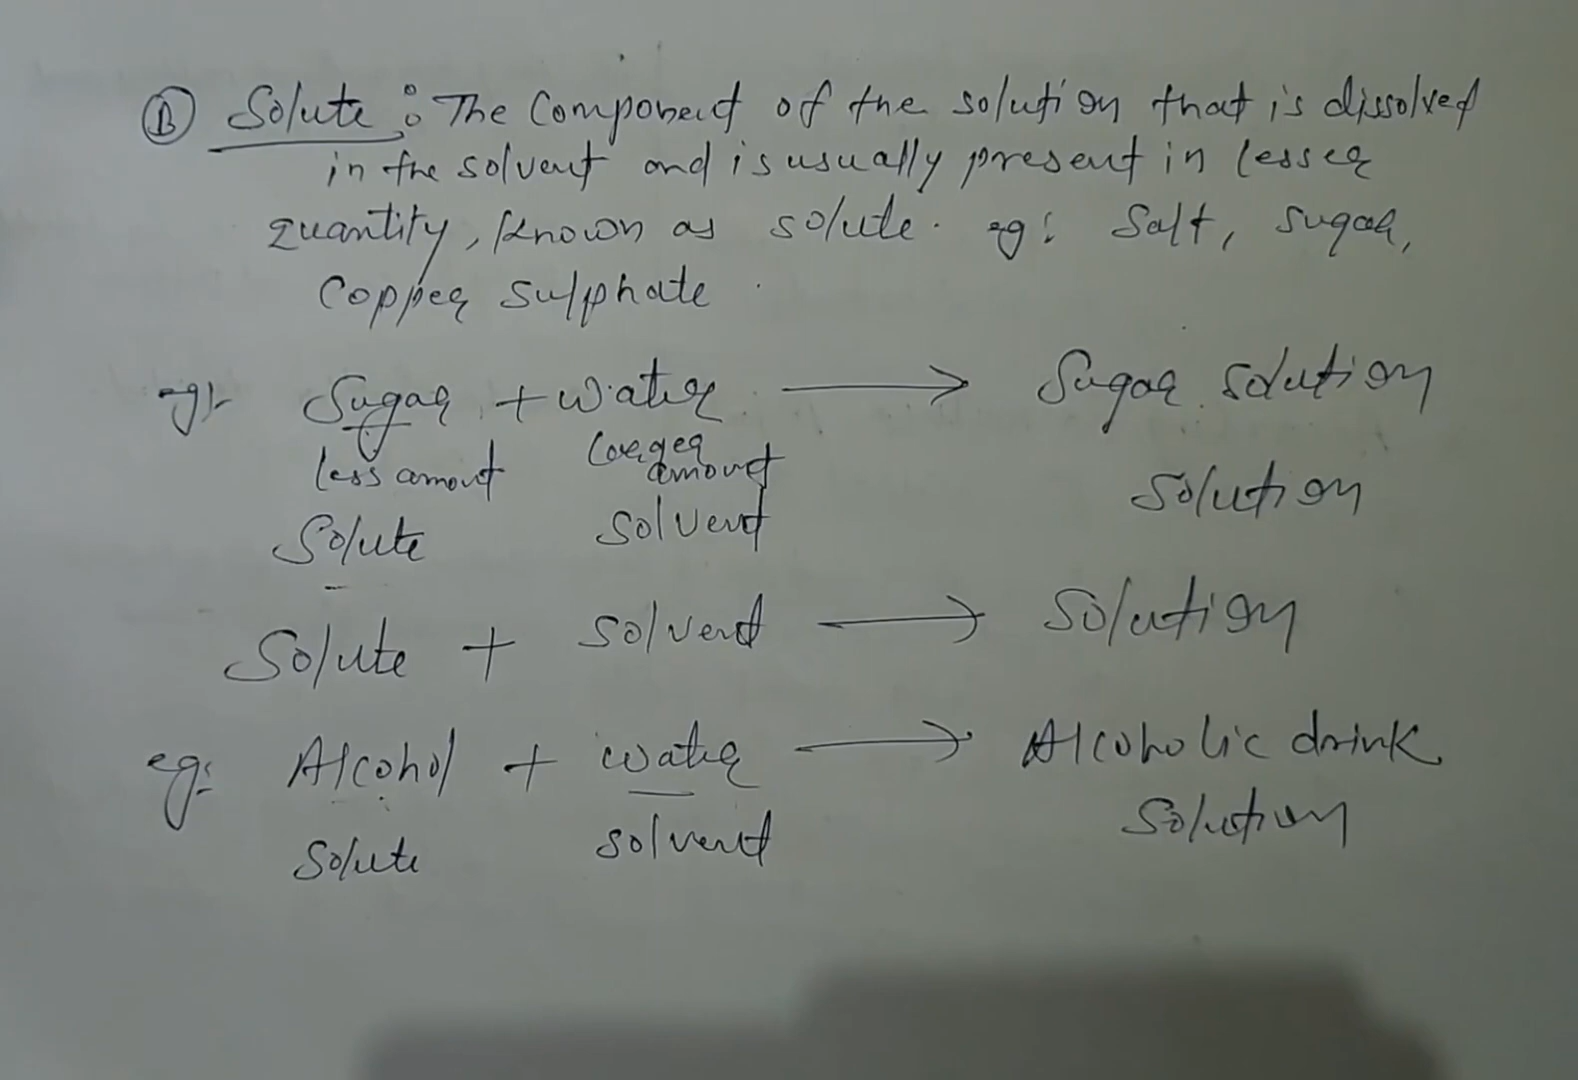 B Solute : The Component of the solution that is dissolved
in the solvent and is usually present in lesser
quantity, known as solute. eg: Salt, sugar,
Copper sulphate
eg:- Sugar + water → Sugar solution
less amount Larger amount Solution
Solute solvent
Solute + solvent → Solution
eg: Alcohol + water → Alcoholic drink
Solute solvent Solution